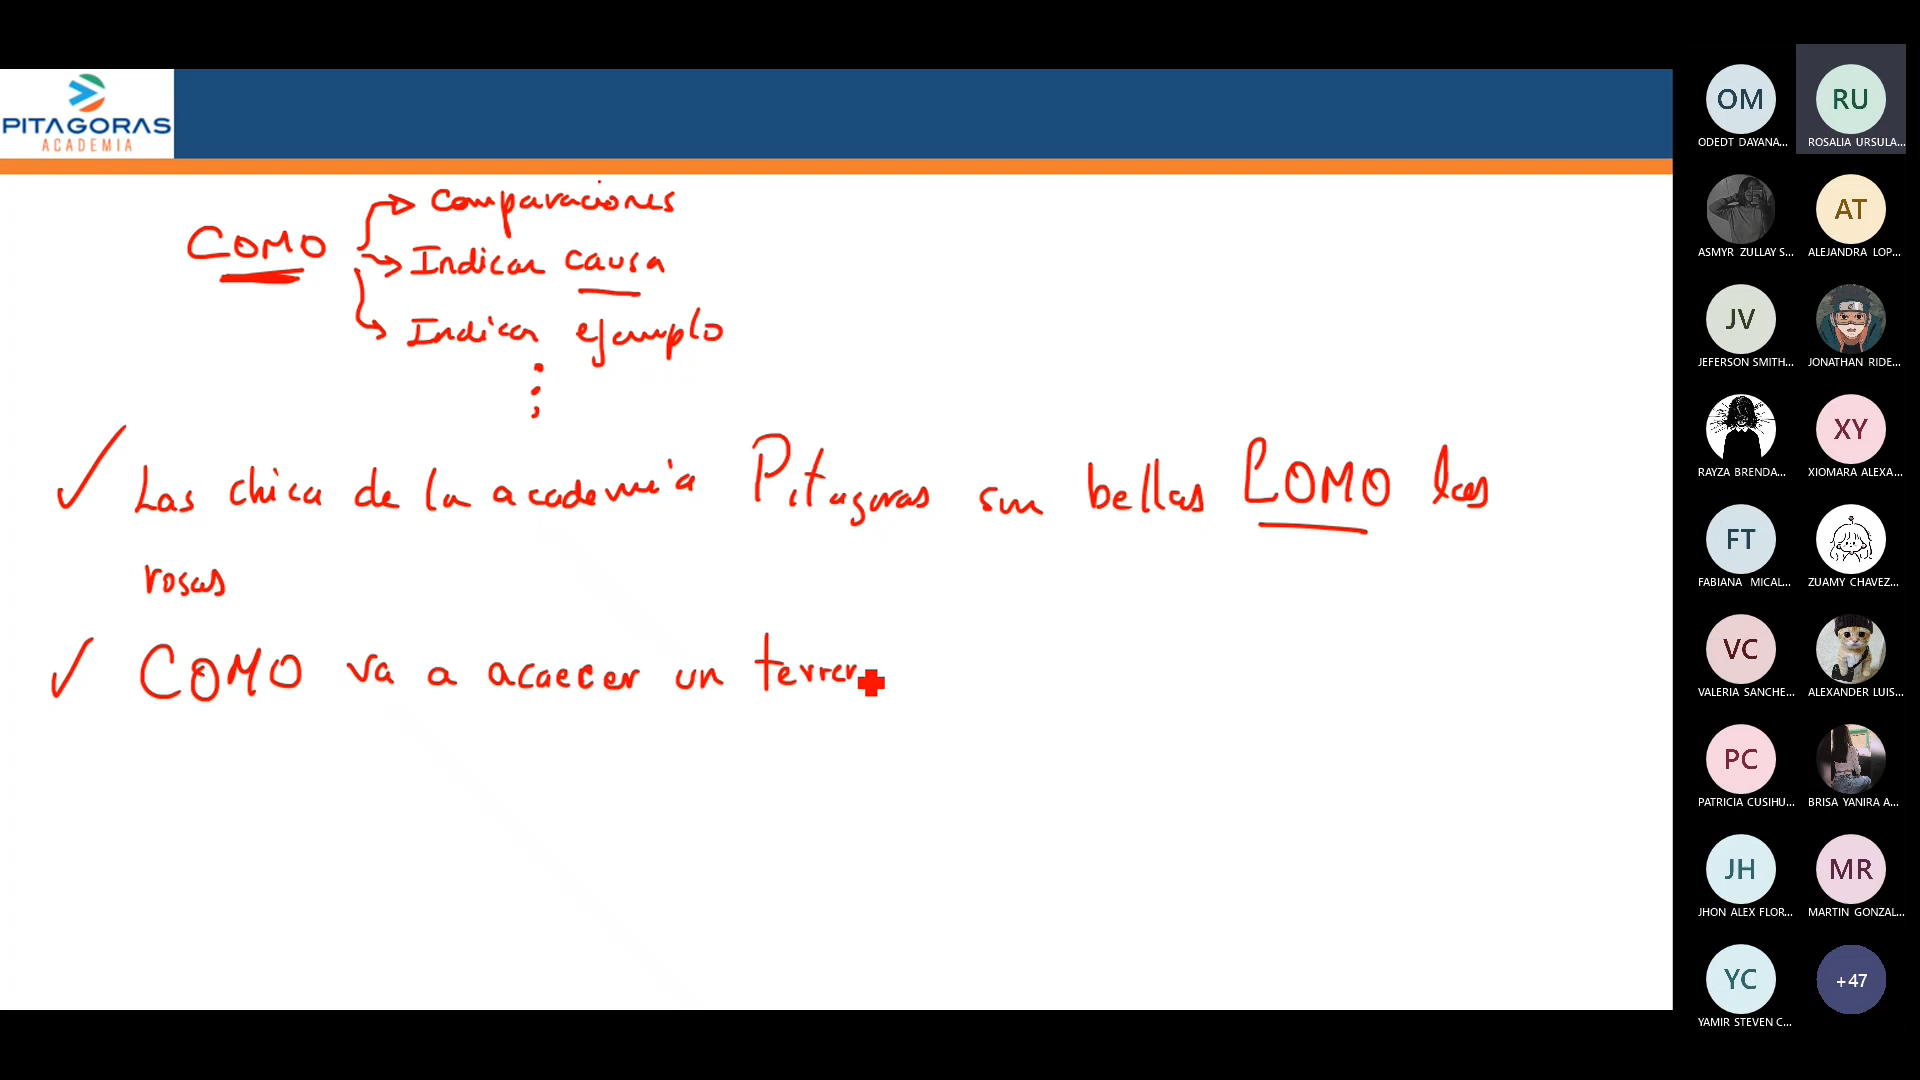 PITAGORAS
ACADEMIA
COMO
Comparaciones
Indicar causa
Indicar ejemplo
Las chica de la academia Pitagoras son bellas COMO las
rosas
COMO va a acaecer un terrer
OM
ODEDT DAYANA...
RU
ROSALIA URSULA...
ASMYR ZULLAY S...
AT
ALEJANDRA LOP...
JV
JEFERSON SMITH...
JONATHAN RIDE...
RAYZA BRENDA...
XY
XIOMARA ALEXA...
FT
FABIANA MICAL...
ZUAMY CHAVEZ...
VC
VALERIA SANCHE...
ALEXANDER LUIS...
PC
PATRICIA CUSIHU...
BRISA YANIRA A...
JH
JHON ALEX FLOR...
MR
MARTIN GONZAL...
YC
YAMIR STEVEN C...
+47